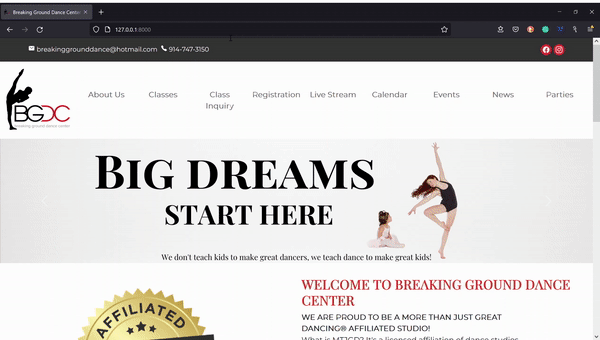 Breaking Ground Dance Center
127.0.0.1:8000
breakinggrounddance@hotmail.com 914-747-3150
BGDC
breaking ground dance center
About Us Classes Class Inquiry Registration Live Stream Calendar Events News Parties
BIG DREAMS
START HERE
We don't teach kids to make great dancers, we teach dance to make great kids!
AFFILIATED
WELCOME TO BREAKING GROUND DANCE
CENTER
WE ARE PROUD TO BE A MORE THAN JUST GREAT
DANCING® AFFILIATED STUDIO!
What is MTJGD? It's a licensed affiliation of dance studios